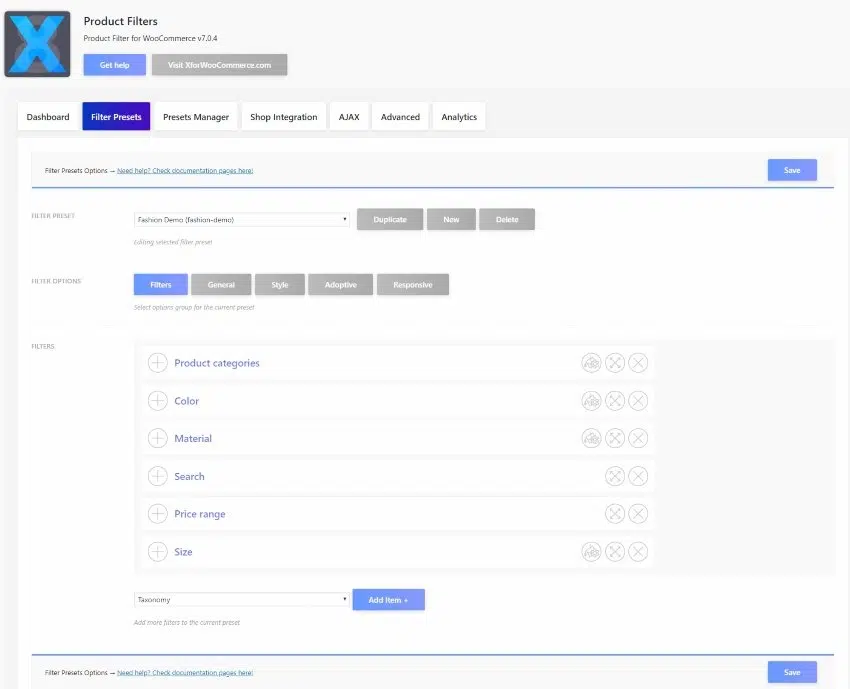 Product Filters
Product Filter for WooCommerce v7.0.4
Get help
Visit XforWooCommerce.com
Dashboard
Filter Presets
Presets Manager
Shop Integration
AJAX
Advanced
Analytics
Filter Presets Options — Need help? Check documentation pages here!
Save
FILTER PRESET
Fashion Demo (fashion-demo)
Duplicate
New
Delete
Editing selected filter preset
FILTER OPTIONS
Filters
General
Style
Adoptive
Responsive
Select options group for the current preset
FILTERS
Product categories
Color
Material
Search
Price range
Size
Taxonomy
Add Item +
Add more filters to the current preset
Filter Presets Options — Need help? Check documentation pages here!
Save